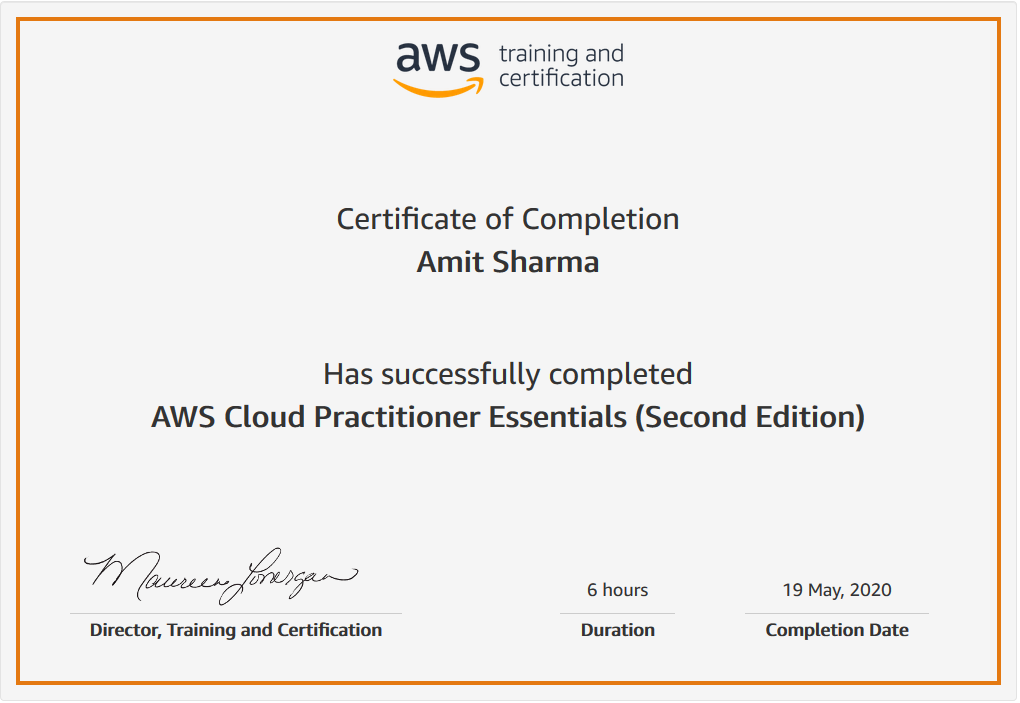 aws training and
certification
Certificate of Completion
Amit Sharma
Has successfully completed
AWS Cloud Practitioner Essentials (Second Edition)
Maureen Lonergan
6 hours
19 May, 2020
Director, Training and Certification
Duration
Completion Date